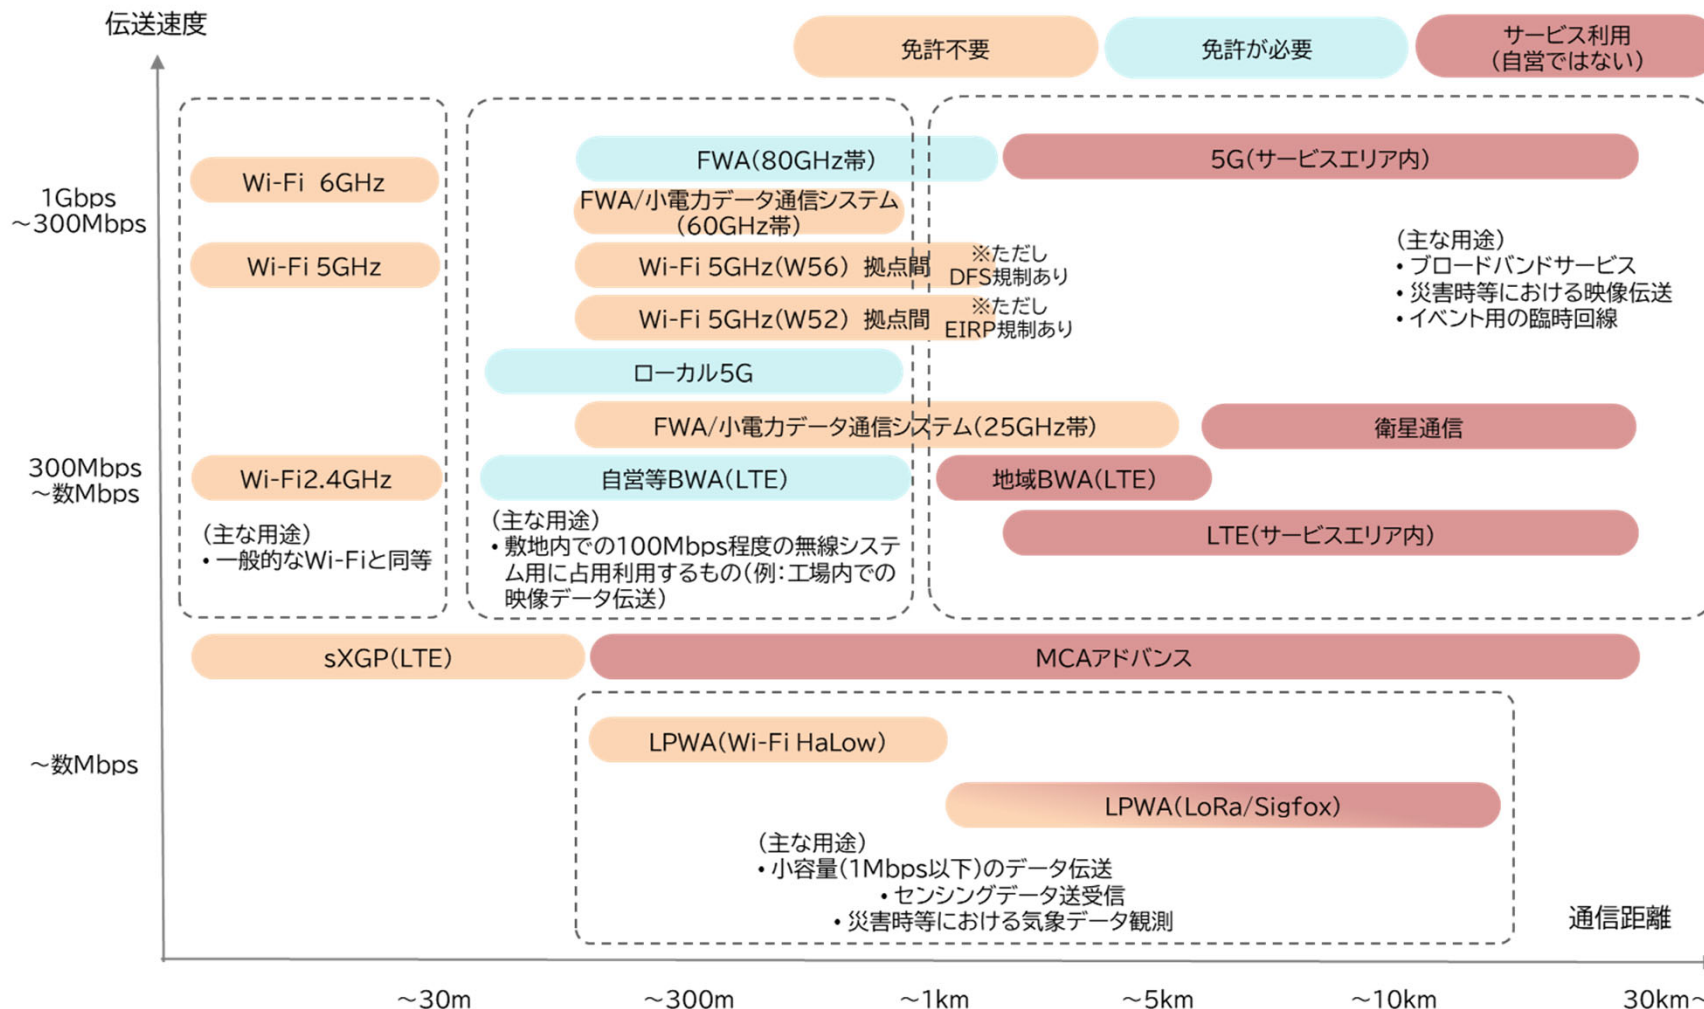 伝送速度
免許不要
免許が必要
サービス利用
(自営ではない)
1Gbps
～300Mbps
300Mbps
～数Mbps
～数Mbps
Wi-Fi 6GHz
Wi-Fi 5GHz
Wi-Fi2.4GHz
(主な用途)
・一般的なWi-Fiと同等
FWA(80GHz帯)
FWA/小電力データ通信システム
(60GHz帯)
Wi-Fi 5GHz(W56) 拠点間
※ただし
DFS規制あり
Wi-Fi 5GHz(W52) 拠点間
※ただし
EIRP規制あり
ローカル5G
FWA/小電力データ通信システム(25GHz帯)
自営等BWA(LTE)
(主な用途)
・敷地内での100Mbps程度の無線システ
ム用に占用利用するもの(例：工場内での
映像データ伝送)
5G(サービスエリア内)
(主な用途)
・ブロードバンドサービス
・災害時等における映像伝送
・イベント用の臨時回線
衛星通信
地域BWA(LTE)
LTE(サービスエリア内)
sXGP(LTE)
MCAアドバンス
LPWA(Wi-Fi HaLow)
LPWA(LoRa/Sigfox)
(主な用途)
・小容量(1Mbps以下)のデータ伝送
・センシングデータ送受信
・災害時等における気象データ観測
通信距離
～30m
～300m
～1km
～5km
～10km
30km～